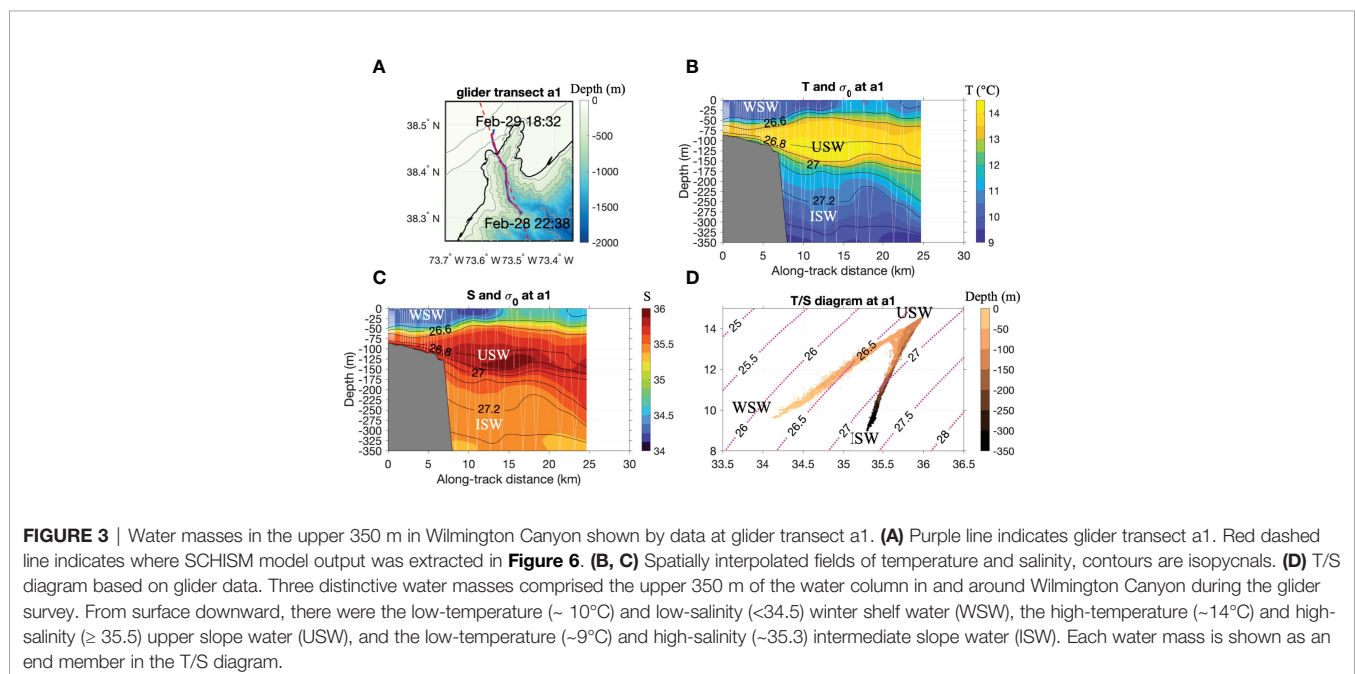 A
glider transect a1
Depth (m)
38.5° N
38.4° N
38.3° N
Feb-29 18:32
Feb-28 22:38
73.7° W 73.6° W 73.5° W 73.4° W
0
-500
-1000
-1500
-2000
B
T and σ0 at a1
T (°C)
Depth (m)
0
-25
-50
-75
-100
-125
-150
-175
-200
-225
-250
-275
-300
-325
-350
WSW
26.6
26.8
USW
27
27.2
ISW
0 5 10 15 20 25 30
Along-track distance (km)
14
13
12
11
10
9
C
S and σ0 at a1
S
Depth (m)
0
-25
-50
-75
-100
-125
-150
-175
-200
-225
-250
-275
-300
-325
-350
WSW
26.6
26.8
USW
27
27.2
ISW
0 5 10 15 20 25 30
Along-track distance (km)
36
35.5
35
34.5
34
D
T/S diagram at a1
Depth (m)
14
12
10
8
25
25.5
26
26.5
27
USW
WSW
26
26.5
27
ISW
27.5
28
33.5 34 34.5 35 35.5 36 36.5
0
-50
-100
-150
-200
-250
-300
-350
FIGURE 3 | Water masses in the upper 350 m in Wilmington Canyon shown by data at glider transect a1. (A) Purple line indicates glider transect a1. Red dashed
line indicates where SCHISM model output was extracted in Figure 6. (B, C) Spatially interpolated fields of temperature and salinity, contours are isopycnals. (D) T/S
diagram based on glider data. Three distinctive water masses comprised the upper 350 m of the water column in and around Wilmington Canyon during the glider
survey. From surface downward, there were the low-temperature (~ 10°C) and low-salinity (<34.5) winter shelf water (WSW), the high-temperature (~14°C) and high-
salinity (≥ 35.5) upper slope water (USW), and the low-temperature (~9°C) and high-salinity (~35.3) intermediate slope water (ISW). Each water mass is shown as an
end member in the T/S diagram.